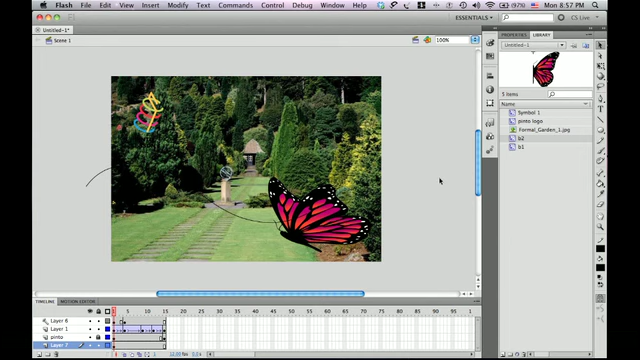 Flash File Edit View Insert Modify Text Commands Control Debug Window Help
(97%) Mon 8:57 PM
ESSENTIALS
CS Live
Untitled-1*
Scene 1
100%
PROPERTIES LIBRARY
Untitled-1
5 items
Name
Symbol 1
pinto logo
Formal_Garden_1.jpg
b2
b1
TIMELINE MOTION EDITOR
5 10 15 20 25 30 35 40 45 50 55 60 65 70 75 80 85 90 95 1
Layer 6
Layer 1
pinto
Layer 7